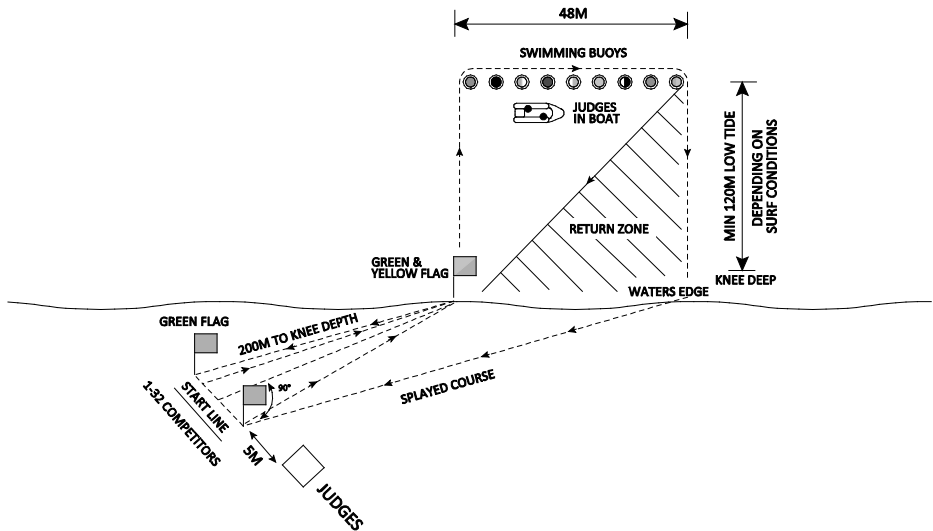 48M
SWIMMING BUOYS
JUDGES
IN BOAT
MIN 120M LOW TIDE
DEPENDING ON
SURF CONDITIONS
RETURN ZONE
GREEN &
YELLOW FLAG
KNEE DEEP
WATERS EDGE
GREEN FLAG
200M TO KNEE DEPTH
90°
START LINE
1-32 COMPETITORS
SPLAYED COURSE
5M
JUDGES